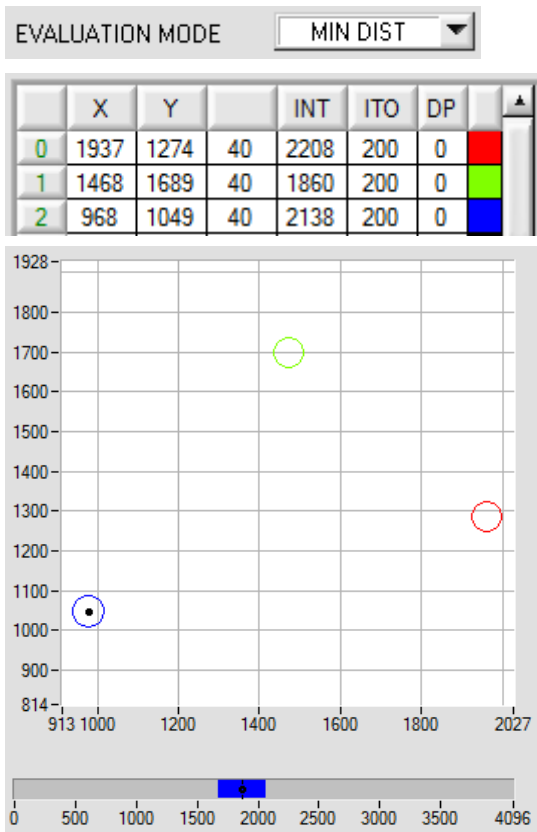 EVALUATION MODE MIN DIST
X Y INT ITO DP
0 1937 1274 40 2208 200 0
1 1468 1689 40 1860 200 0
2 968 1049 40 2138 200 0
1928
1800
1700
1600
1500
1400
1300
1200
1100
1000
900
814
913 1000 1200 1400 1600 1800 2027
0 500 1000 1500 2000 2500 3000 3500 4096